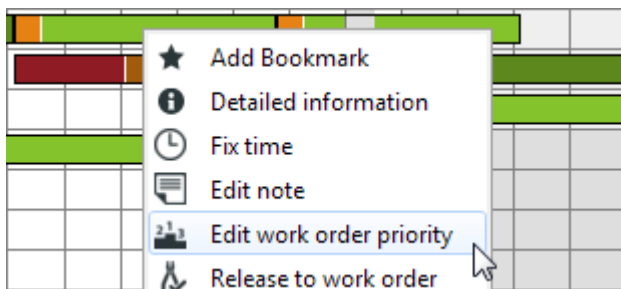 Add Bookmark
Detailed information
Fix time
Edit note
Edit work order priority
Release to work order